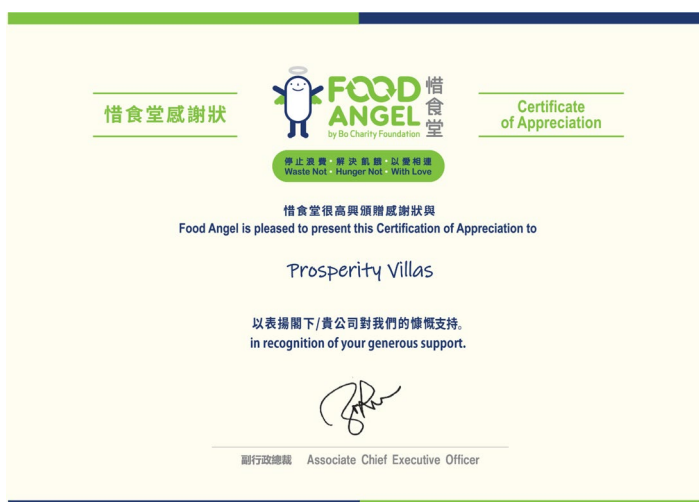 惜食堂感謝狀
FOOD
ANGEL
by Bo Charity Foundation
惜食堂
Certificate
of Appreciation
停止浪費・解決飢餓・以愛相連
Waste Not・Hunger Not・With Love
惜食堂很高興頒贈感謝狀與
Food Angel is pleased to present this Certification of Appreciation to
Prosperity Villas
以表揚閣下/貴公司對我們的慷慨支持。
in recognition of your generous support.
副行政總裁 Associate Chief Executive Officer